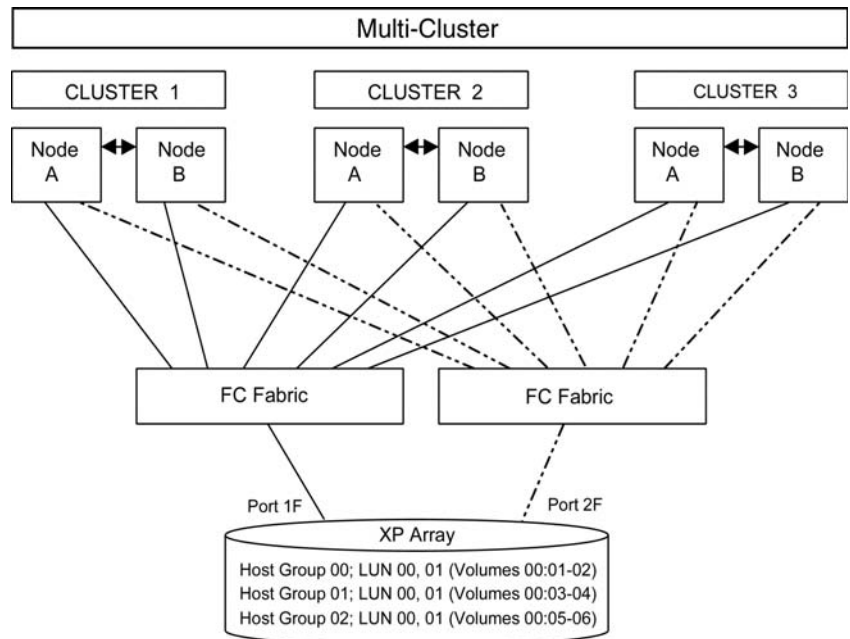 Multi-Cluster
CLUSTER 1
CLUSTER 2
CLUSTER 3
Node A
Node B
Node A
Node B
Node A
Node B
FC Fabric
FC Fabric
Port 1F
Port 2F
XP Array
Host Group 00; LUN 00, 01 (Volumes 00:01-02)
Host Group 01; LUN 00, 01 (Volumes 00:03-04)
Host Group 02; LUN 00, 01 (Volumes 00:05-06)